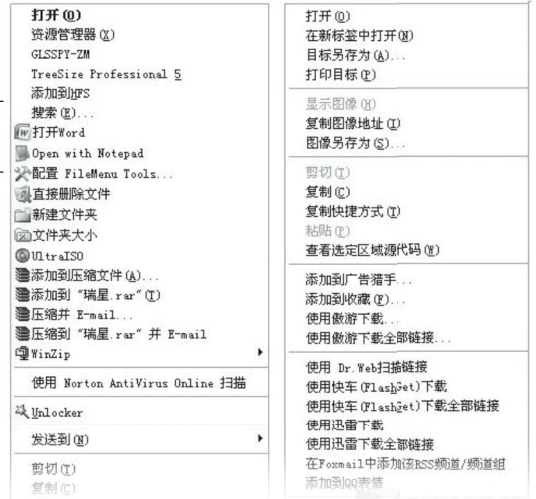 打开(O)
资源管理器(X)
GLSSPY-ZM
TreeSize Professional 5
添加到HFS
搜索(E)...
打开Word
Open with Notepad
配置 FileMenu Tools...
直接删除文件
新建文件夹
文件夹大小
UltraISO
添加到压缩文件(A)...
添加到 "瑞星.rar"(T)
压缩并 E-mail...
压缩到 "瑞星.rar" 并 E-mail
WinZip
使用 Norton AntiVirus Online 扫描
Unlocker
发送到(N)
剪切(T)
复制(C)
打开(O)
在新标签中打开(N)
目标另存为(A)...
打印目标(P)
显示图像(H)
复制图像地址(I)
图像另存为(S)...
剪切(T)
复制(C)
复制快捷方式(T)
粘贴(P)
查看选定区域源代码(W)
添加到广告猎手...
添加到收藏(F)...
使用傲游下载...
使用傲游下载全部链接...
使用 Dr.Web扫描链接
使用快车(FlashGet)下载
使用快车(FlashGet)下载全部链接
使用迅雷下载
使用迅雷下载全部链接
在Foxmail中添加该RSS频道/频道组
添加到QQ表情